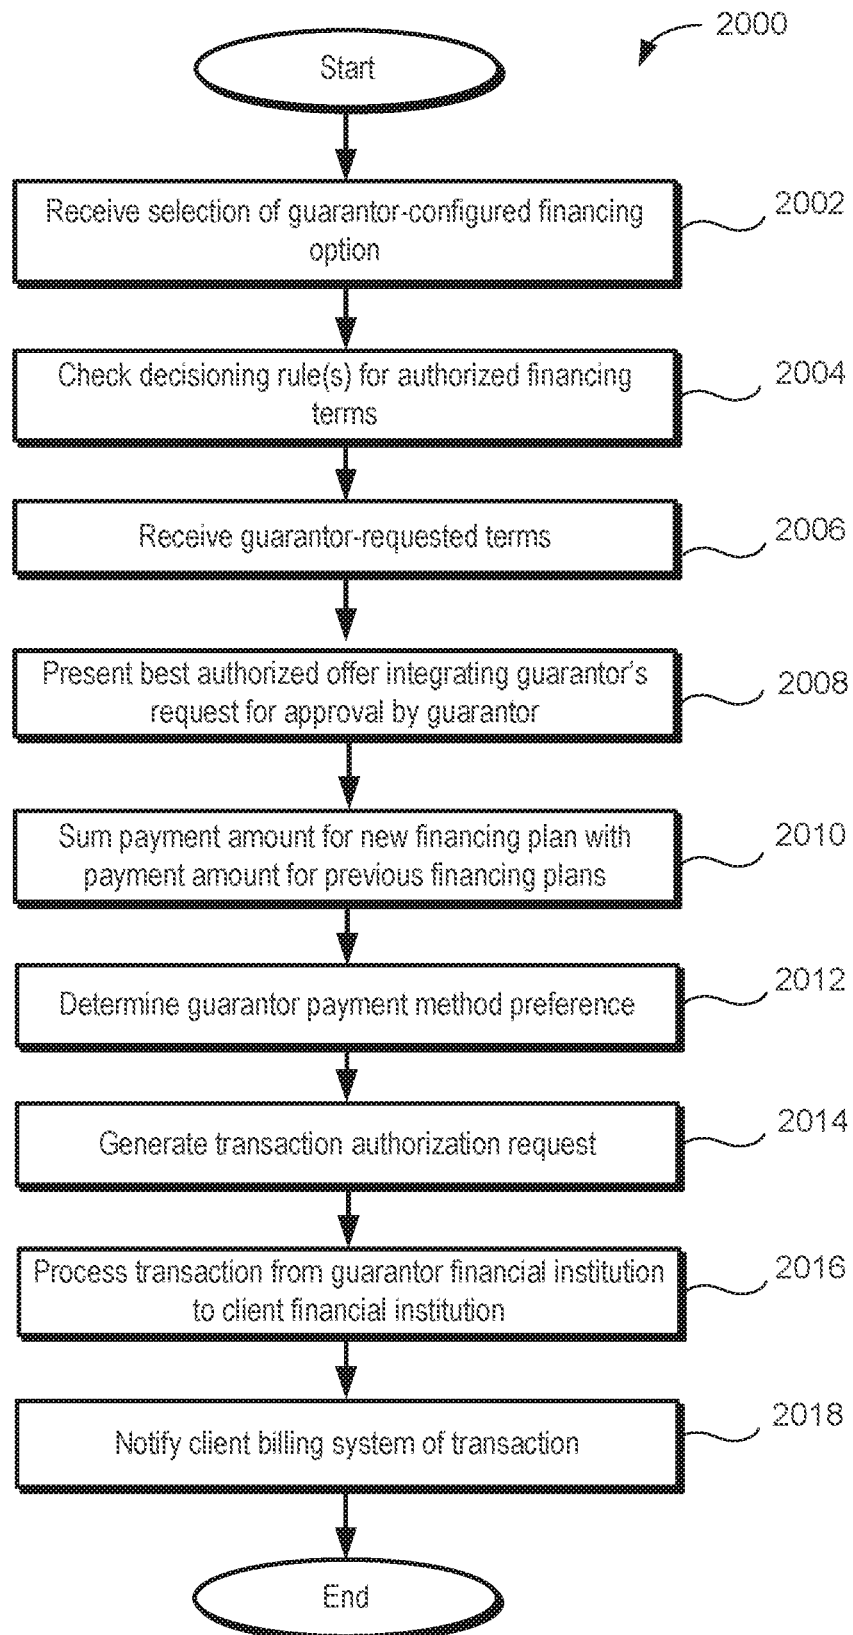 2000
Start
Receive selection of guarantor-configured financing
option
2002
Check decisioning rule(s) for authorized financing
terms
2004
Receive guarantor-requested terms
2006
Present best authorized offer integrating guarantor's
request for approval by guarantor
2008
Sum payment amount for new financing plan with
payment amount for previous financing plans
2010
Determine guarantor payment method preference
2012
Generate transaction authorization request
2014
Process transaction from guarantor financial institution
to client financial institution
2016
Notify client billing system of transaction
2018
End